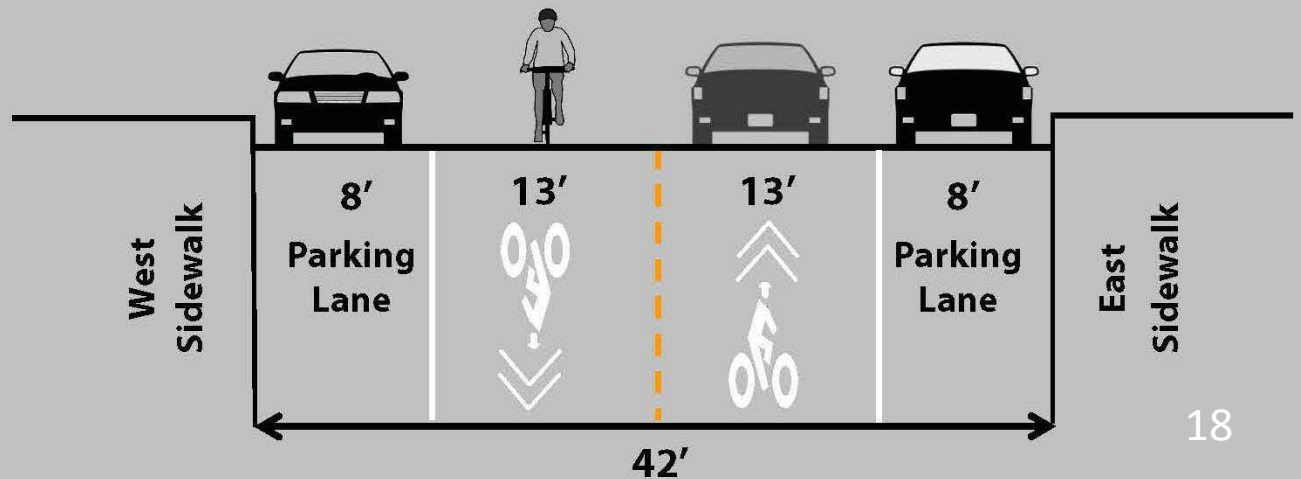 West
Sidewalk
8’
Parking
Lane
13’
13’
8’
Parking
Lane
East
Sidewalk
42’
18